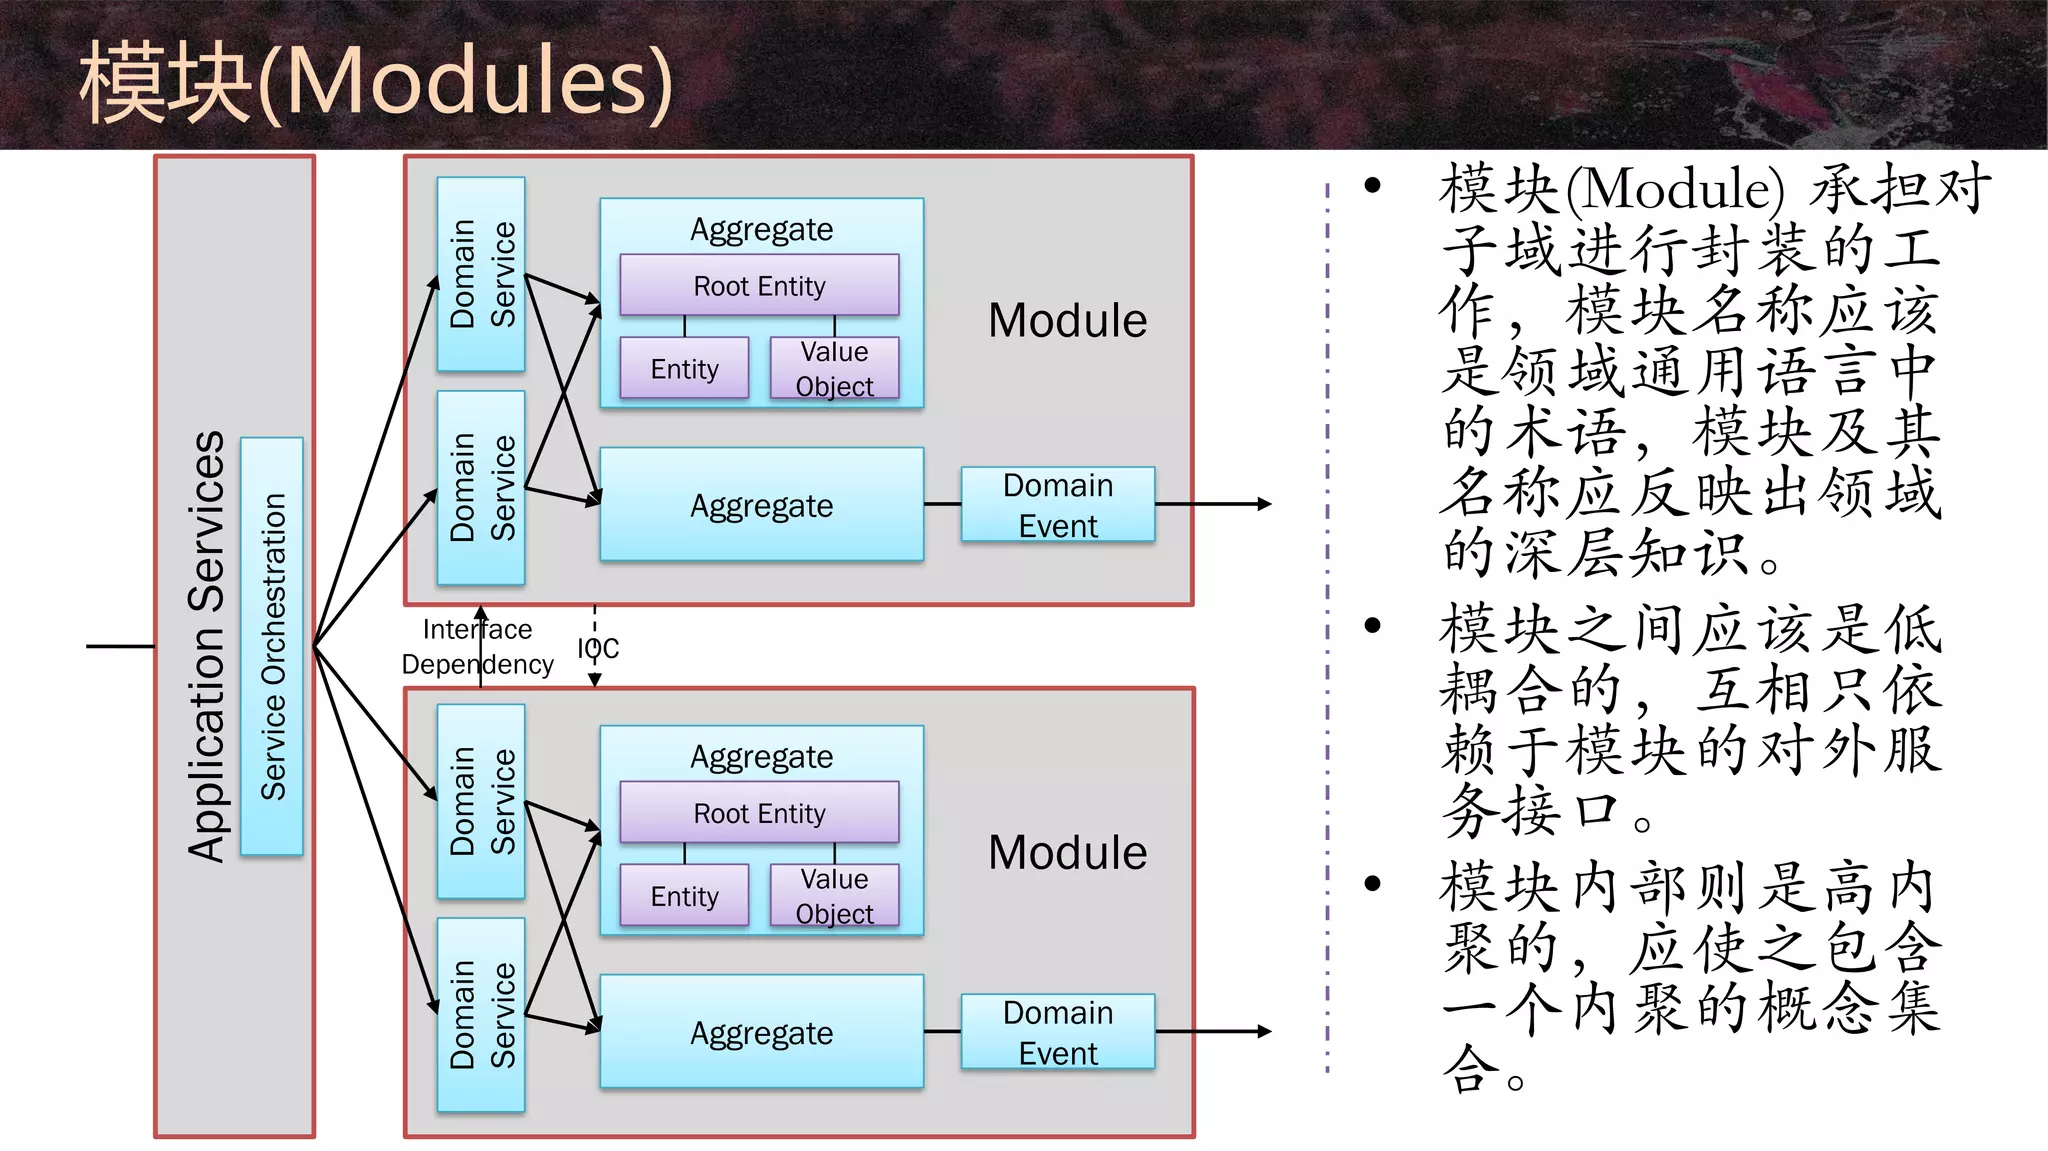 模块(Modules)
Application Services
Service Orchestration
Domain
Service
Domain
Service
Aggregate
Root Entity
Entity
Value
Object
Module
Aggregate
Domain
Event
Interface
Dependency
IOC
Domain
Service
Domain
Service
Aggregate
Root Entity
Entity
Value
Object
Module
Aggregate
Domain
Event
• 模块(Module) 承担对
子域进行封装的工
作，模块名称应该
是领域通用语言中
的术语，模块及其
名称应反映出领域
的深层知识。
• 模块之间应该是低
耦合的，互相只依
赖于模块的对外服
务接口。
• 模块内部则是高内
聚的，应使之包含
一个内聚的概念集
合。